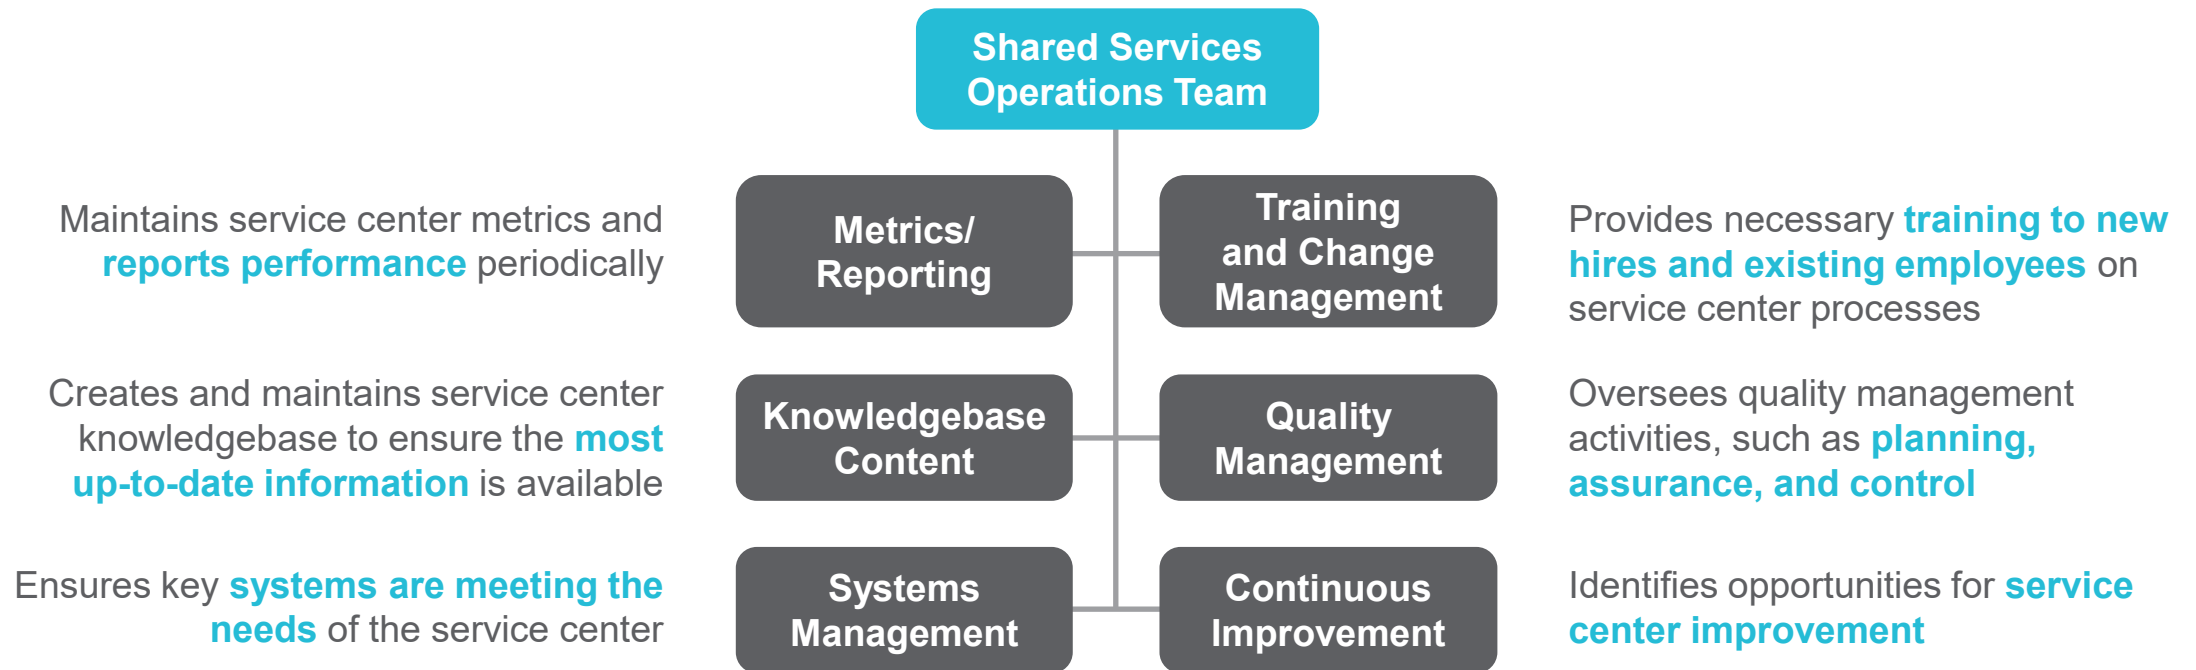 Shared Services
Operations Team
Maintains service center metrics and
reports performance periodically
Metrics/
Reporting
Training
and Change
Management
Provides necessary training to new
hires and existing employees on
service center processes
Creates and maintains service center
knowledgebase to ensure the most
up-to-date information is available
Knowledgebase
Content
Quality
Management
Oversees quality management
activities, such as planning,
assurance, and control
Ensures key systems are meeting the
needs of the service center
Systems
Management
Continuous
Improvement
Identifies opportunities for service
center improvement